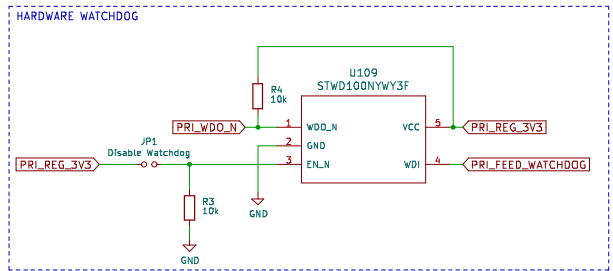 HARDWARE WATCHDOG
U109
STWD100NYWY3F
R4
10k
PRI_WDO_N
1
WDO_N
VCC
5
PRI_REG_3V3
2
GND
JP1
Disable Watchdog
PRI_REG_3V3
3
EN_N
WDI
4
PRI_FEED_WATCHDOG
R3
10k
GND
GND